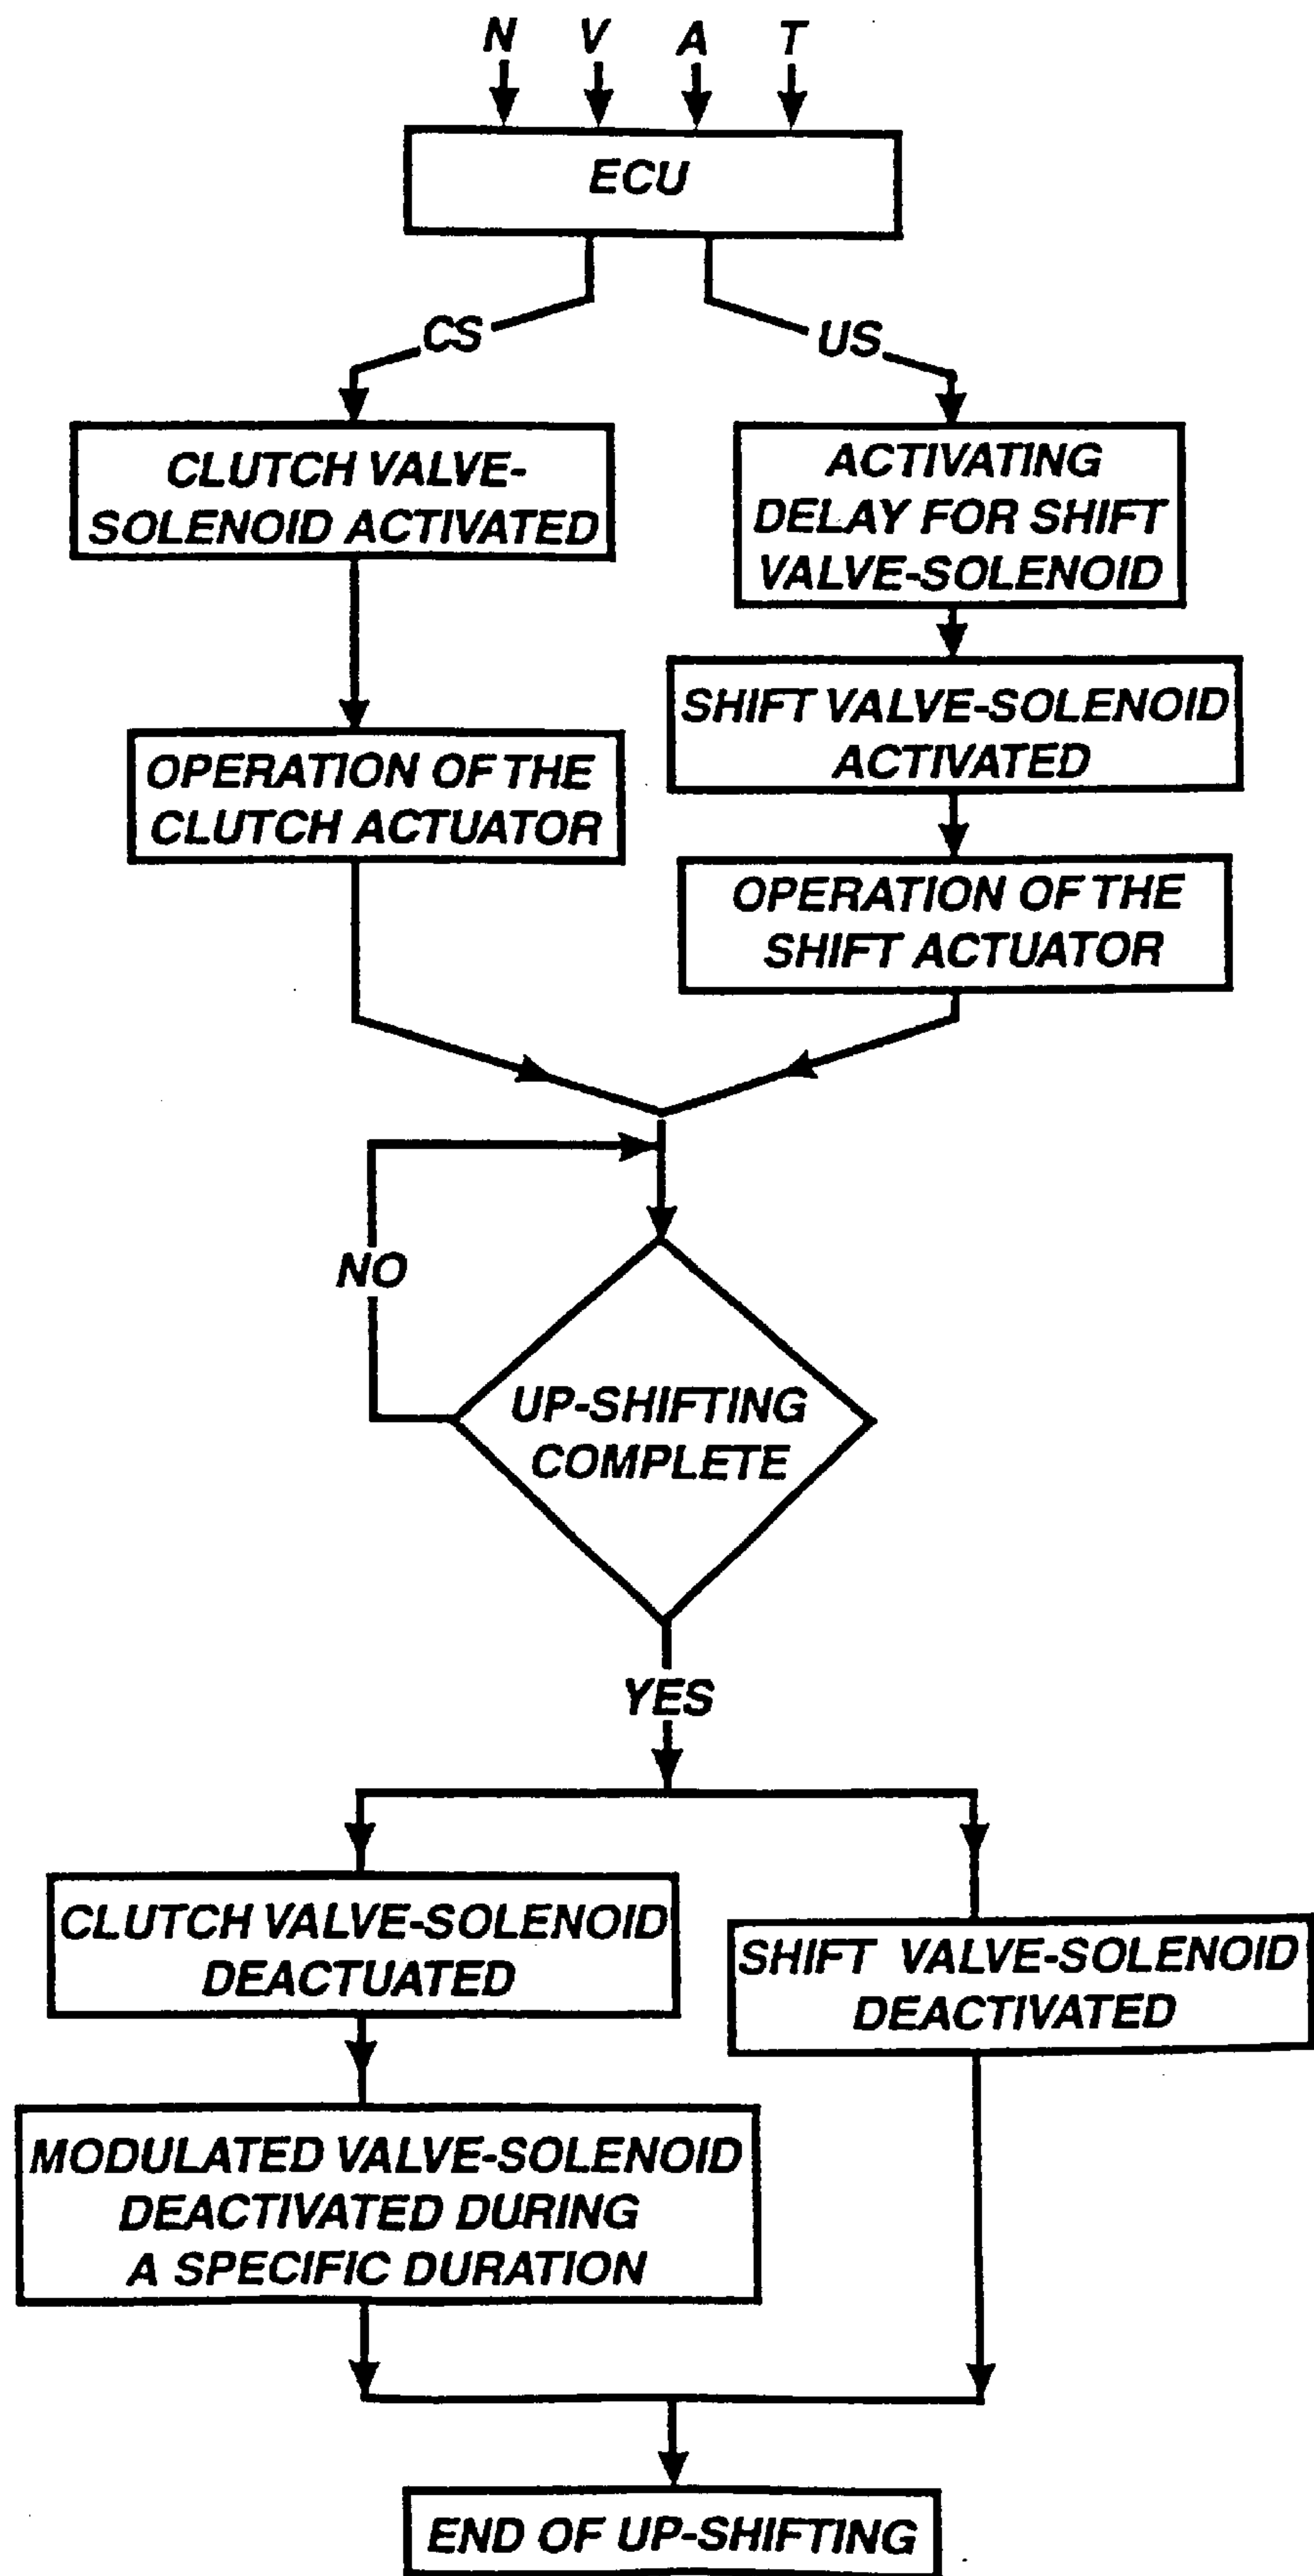 N V A T
ECU
CS
US
CLUTCH VALVE-
SOLENOID ACTIVATED
ACTIVATING
DELAY FOR SHIFT
VALVE-SOLENOID
SHIFT VALVE-SOLENOID
ACTIVATED
OPERATION OF THE
CLUTCH ACTUATOR
OPERATION OF THE
SHIFT ACTUATOR
NO
UP-SHIFTING
COMPLETE
YES
CLUTCH VALVE-SOLENOID
DEACTUATED
SHIFT VALVE-SOLENOID
DEACTIVATED
MODULATED VALVE-SOLENOID
DEACTIVATED DURING
A SPECIFIC DURATION
END OF UP-SHIFTING